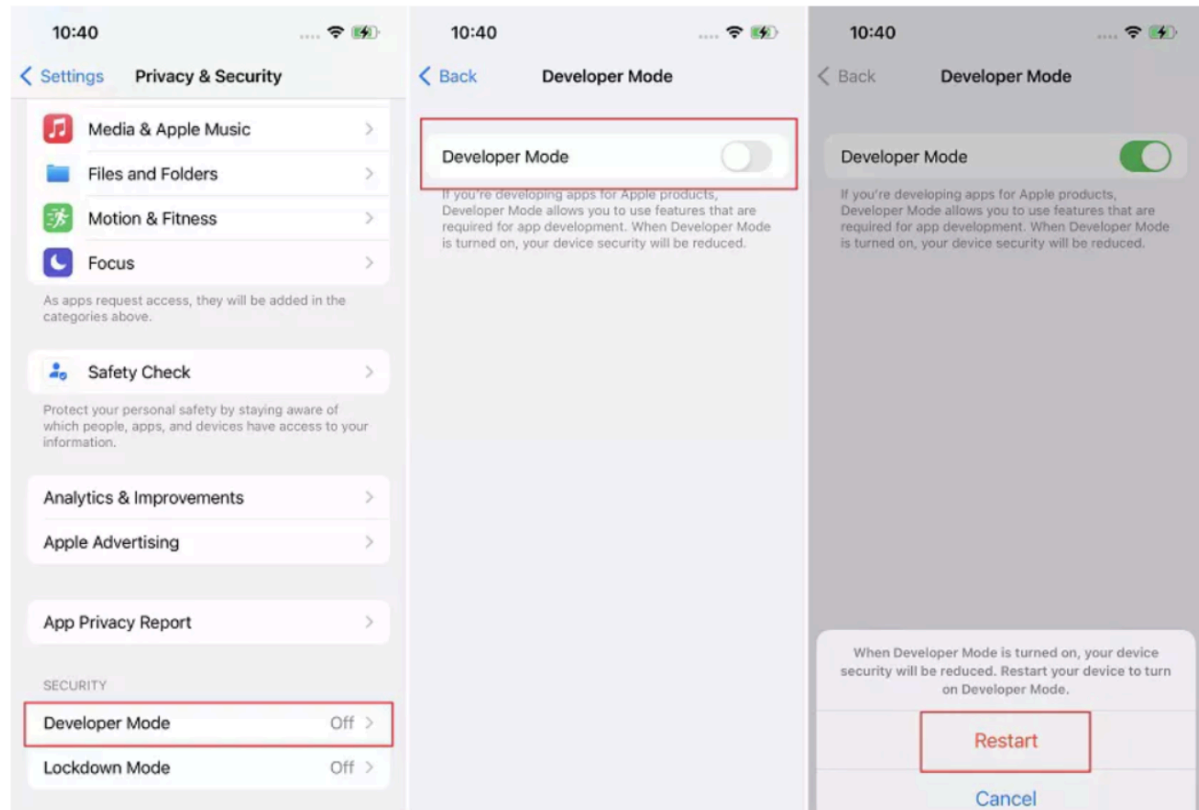 10:40
Settings Privacy & Security
Media & Apple Music
Files and Folders
Motion & Fitness
Focus
As apps request access, they will be added in the
categories above.
Safety Check
Protect your personal safety by staying aware of
which people, apps, and devices have access to your
information.
Analytics & Improvements
Apple Advertising
App Privacy Report
SECURITY
Developer Mode Off
Lockdown Mode Off
10:40
Back Developer Mode
Developer Mode
If you're developing apps for Apple products,
Developer Mode allows you to use features that are
required for app development. When Developer Mode
is turned on, your device security will be reduced.
10:40
Back Developer Mode
Developer Mode
If you're developing apps for Apple products,
Developer Mode allows you to use features that are
required for app development. When Developer Mode
is turned on, your device security will be reduced.
When Developer Mode is turned on, your device
security will be reduced. Restart your device to turn
on Developer Mode.
Restart
Cancel